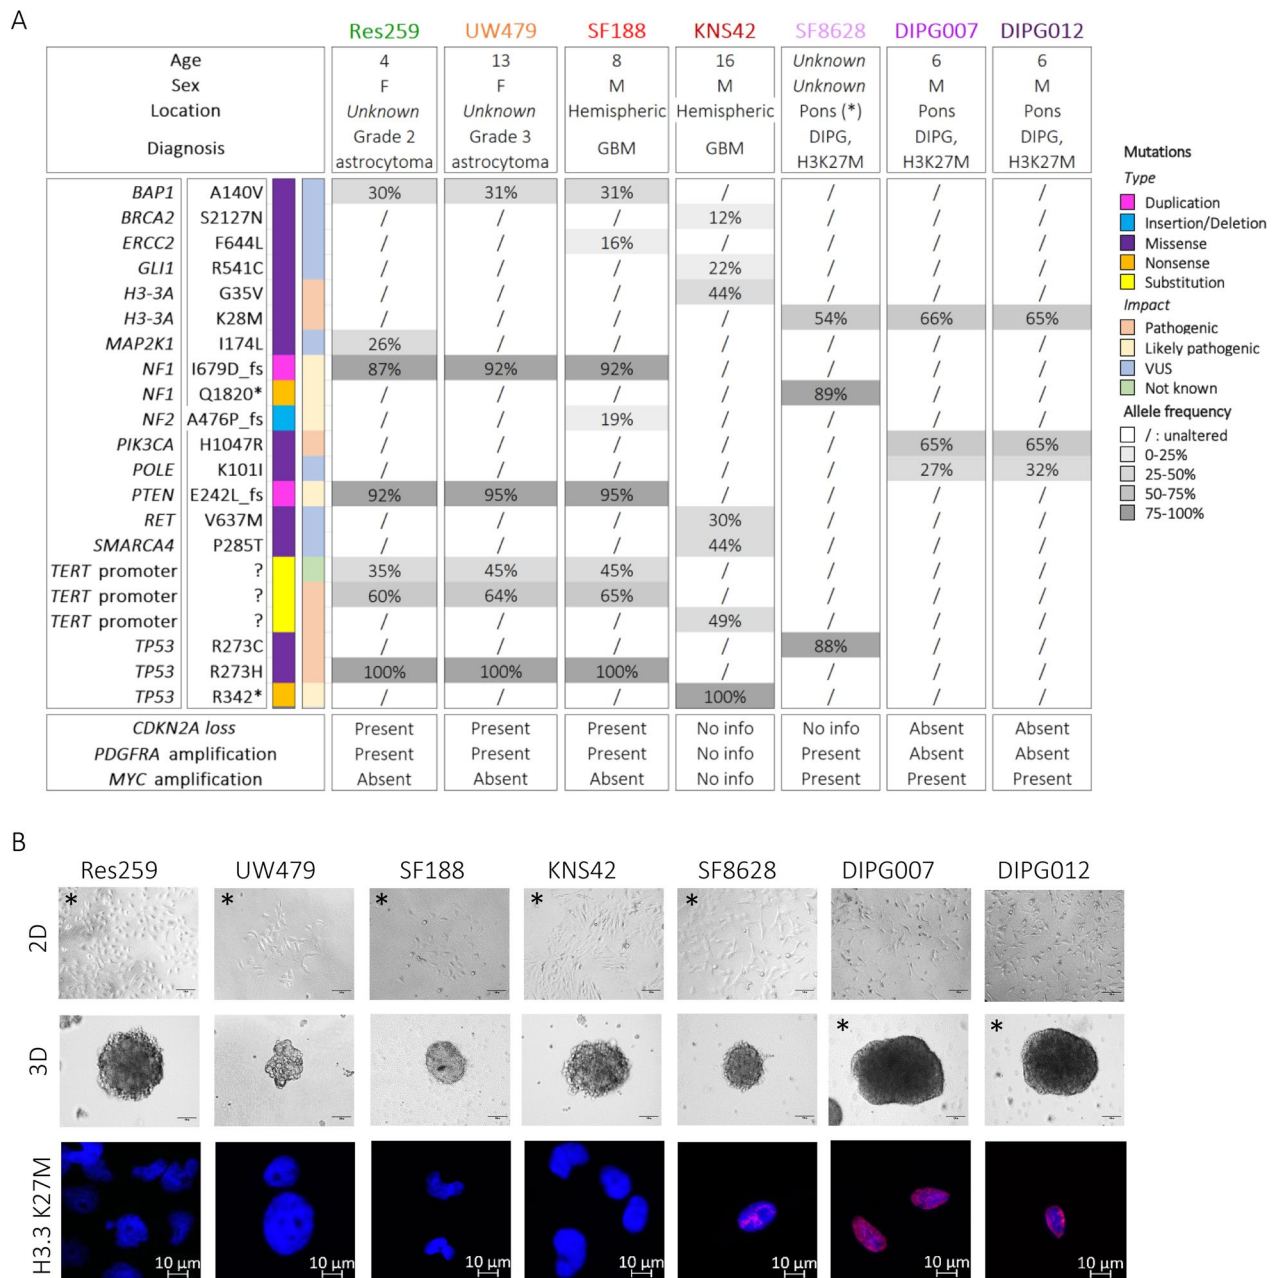 A
Res259 UW479 SF188 KNS42 SF8628 DIPG007 DIPG012
Age 4 13 8 16 Unknown 6 6
Sex F F M M Unknown M M
Location Unknown Unknown Hemispheric Hemispheric Pons (*) Pons Pons
Diagnosis Grade 2 astrocytoma Grade 3 astrocytoma GBM GBM DIPG, H3K27M DIPG, H3K27M DIPG, H3K27M
BAP1 A140V 30% 31% 31% / / / /
BRCA2 S2127N / / / 12% / / /
ERCC2 F644L / / 16% / / / /
GLI1 R541C / / / 22% / / /
H3-3A G35V / / / 44% / / /
H3-3A K28M / / / / 54% 66% 65%
MAP2K1 I174L 26% / / / / / /
NF1 I679D_fs 87% 92% 92% / / / /
NF1 Q1820* / / / / 89% / /
NF2 A476P_fs / / 19% / / / /
PIK3CA H1047R / / / / / 65% 65%
POLE K101I / / / / / 27% 32%
PTEN E242L_fs 92% 95% 95% / / / /
RET V637M / / / 30% / / /
SMARCA4 P285T / / / 44% / / /
TERT promoter ? 35% 45% 45% / / / /
TERT promoter ? 60% 64% 65% / / / /
TERT promoter ? / / / 49% / / /
TP53 R273C / / / / 88% / /
TP53 R273H 100% 100% 100% / / / /
TP53 R342* / / / 100% / / /
CDKN2A loss Present Present Present No info No info Absent Absent
PDGFRA amplification Present Present Present No info Present Absent Absent
MYC amplification Absent Absent Absent No info Present Present Present
Mutations
Type
Duplication
Insertion/Deletion
Missense
Nonsense
Substitution
Impact
Pathogenic
Likely pathogenic
VUS
Not known
Allele frequency
/ : unaltered
0-25%
25-50%
50-75%
75-100%
B
Res259 UW479 SF188 KNS42 SF8628 DIPG007 DIPG012
2D * * * * *
3D * *
H3.3 K27M 10 µm 10 µm 10 µm 10 µm 10 µm 10 µm 10 µm